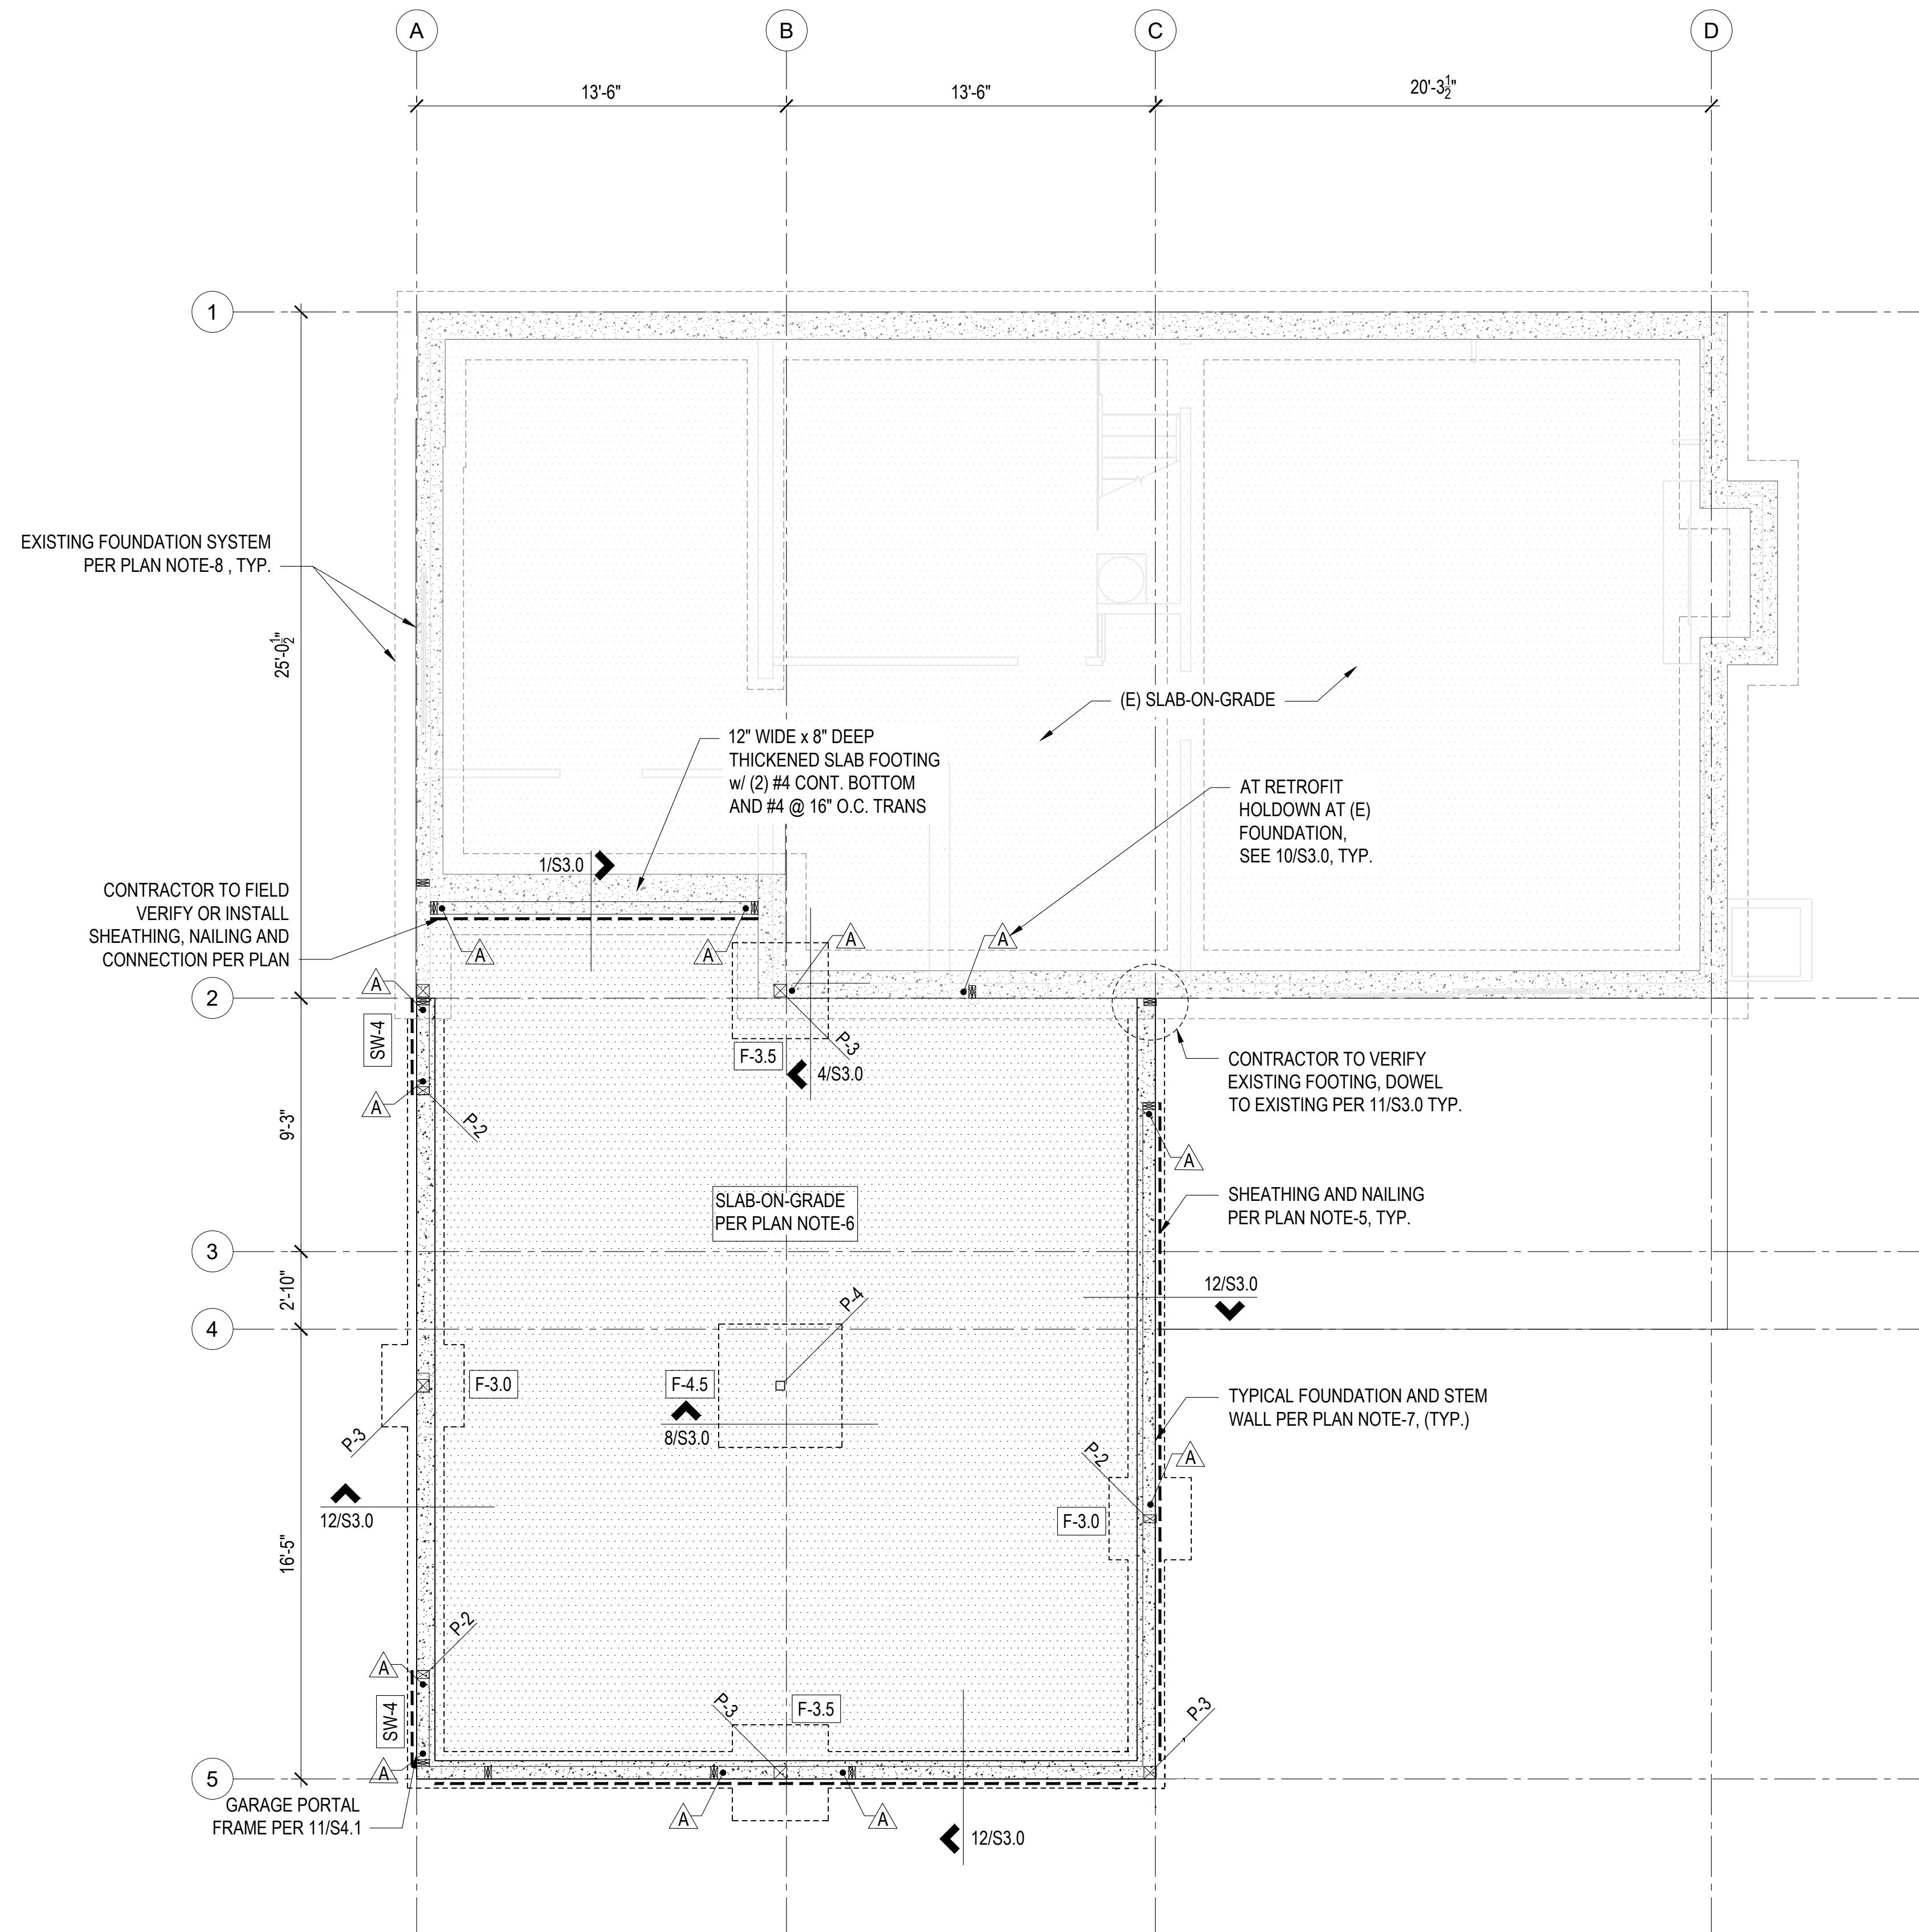 A
B
C
D
13'-6"
13'-6"
20'-3 1/2"
1
EXISTING FOUNDATION SYSTEM
PER PLAN NOTE-8 , TYP.
25'-0 1/2"
(E) SLAB-ON-GRADE
12" WIDE x 8" DEEP
THICKENED SLAB FOOTING
w/ (2) #4 CONT. BOTTOM
AND #4 @ 16" O.C. TRANS
AT RETROFIT
HOLDOWN AT (E)
FOUNDATION,
SEE 10/S3.0, TYP.
1/S3.0
CONTRACTOR TO FIELD
VERIFY OR INSTALL
SHEATHING, NAILING AND
CONNECTION PER PLAN
A
A
A
A
A
2
SW-4
F-3.5
P-3
4/S3.0
CONTRACTOR TO VERIFY
EXISTING FOOTING, DOWEL
TO EXISTING PER 11/S3.0 TYP.
A
P-2
9'-3"
A
SLAB-ON-GRADE
PER PLAN NOTE-6
SHEATHING AND NAILING
PER PLAN NOTE-5, TYP.
3
2'-10"
12/S3.0
4
P-4
F-3.0
F-4.5
8/S3.0
P-3
TYPICAL FOUNDATION AND STEM
WALL PER PLAN NOTE-7, (TYP.)
P-2
A
12/S3.0
F-3.0
16'-5"
P-2
A
SW-4
P-3
F-3.5
P-3
A
5
GARAGE PORTAL
FRAME PER 11/S4.1
A
A
12/S3.0